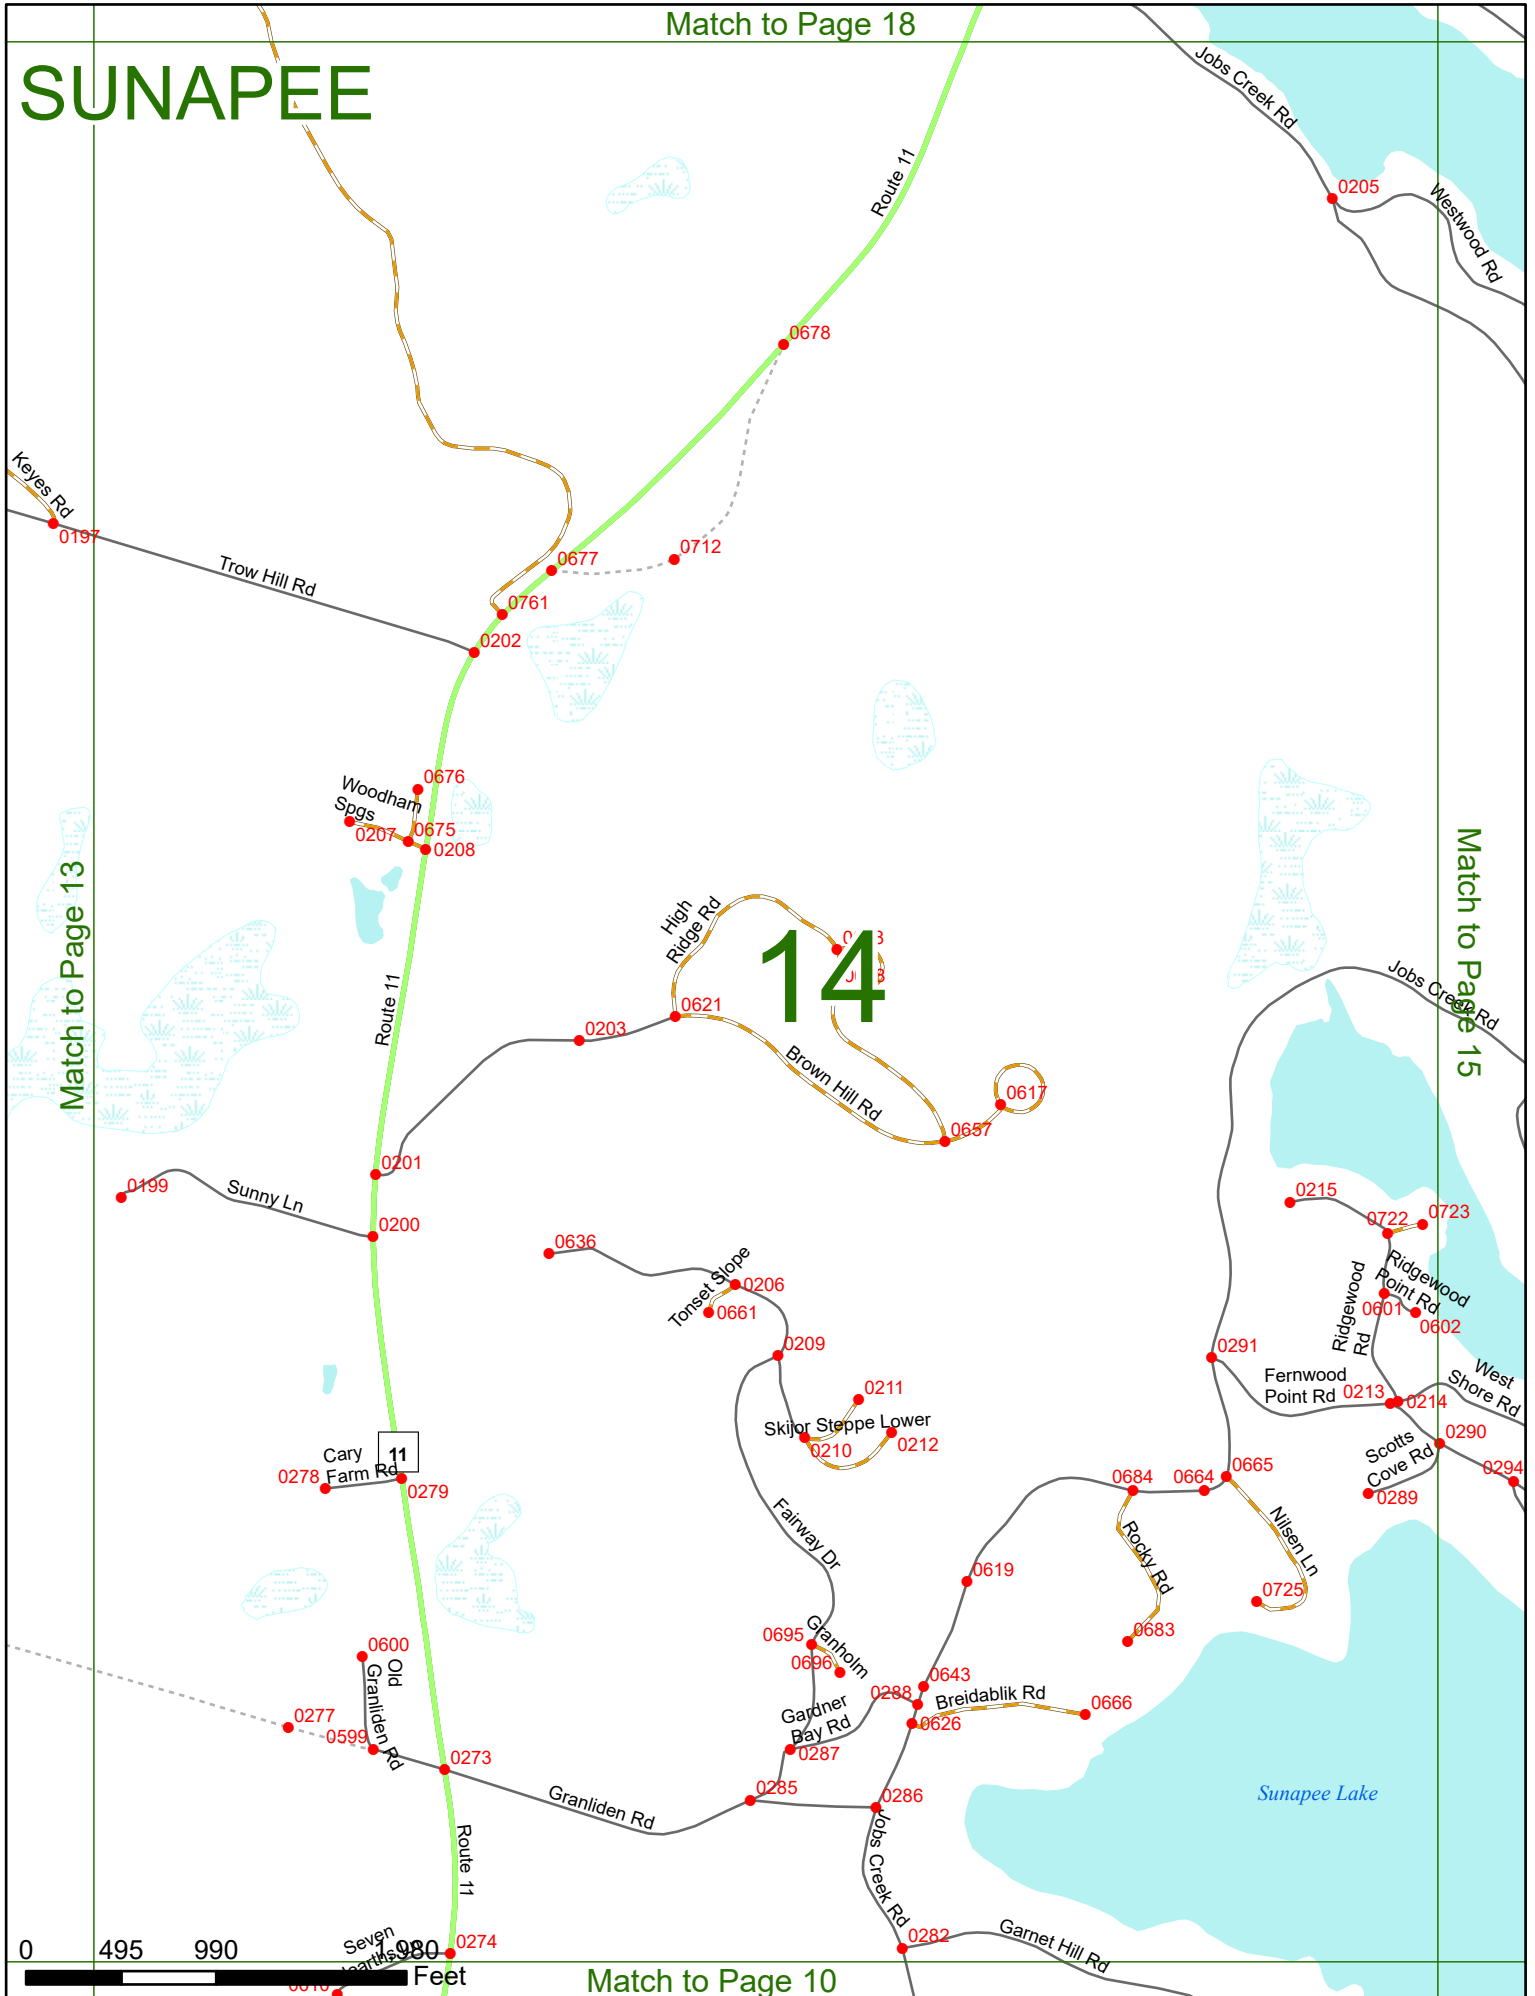 Match to Page 18
SUNAPEE
Jobs Creek Rd
Route 11
0205
Westwood Rd
0678
Keyes Rd
0197
Trow Hill Rd
0677
0712
0761
0202
0676
Woodham
Spgs
0207
0675
0208
Match to Page 13
Match to Page 15
High
Ridge Rd
14
Route 11
0621
0203
Jobs Creek Rd
Brown Hill Rd
0617
0657
0201
0199
Sunny Ln
0200
0215
0722
0723
0636
Tonset Slope
0206
0661
Ridgewood
Point Rd
Ridgewood
Rd
0601
0602
0209
0291
0211
Fernwood
Point Rd
0213
0214
West
Shore Rd
Skijor Steppe Lower
0210
0212
11
Cary
Farm Rd
0278
0279
Scotts
Cove Rd
0290
0289
0294
0684
0664
0665
Rocky Rd
Nilsen Ln
Fairway Dr
0619
0725
0683
0695
Granholm
0696
0600
Old
Granliden Rd
0643
0288
Breidablik Rd
0666
0626
Gardner
Bay Rd
0277
0599
0287
0273
Granliden Rd
0285
0286
Sunapee Lake
Route 11
Jobs Creek Rd
0282
Garnet Hill Rd
Seven
0274
0 495 990 1,980
Feet
Match to Page 10